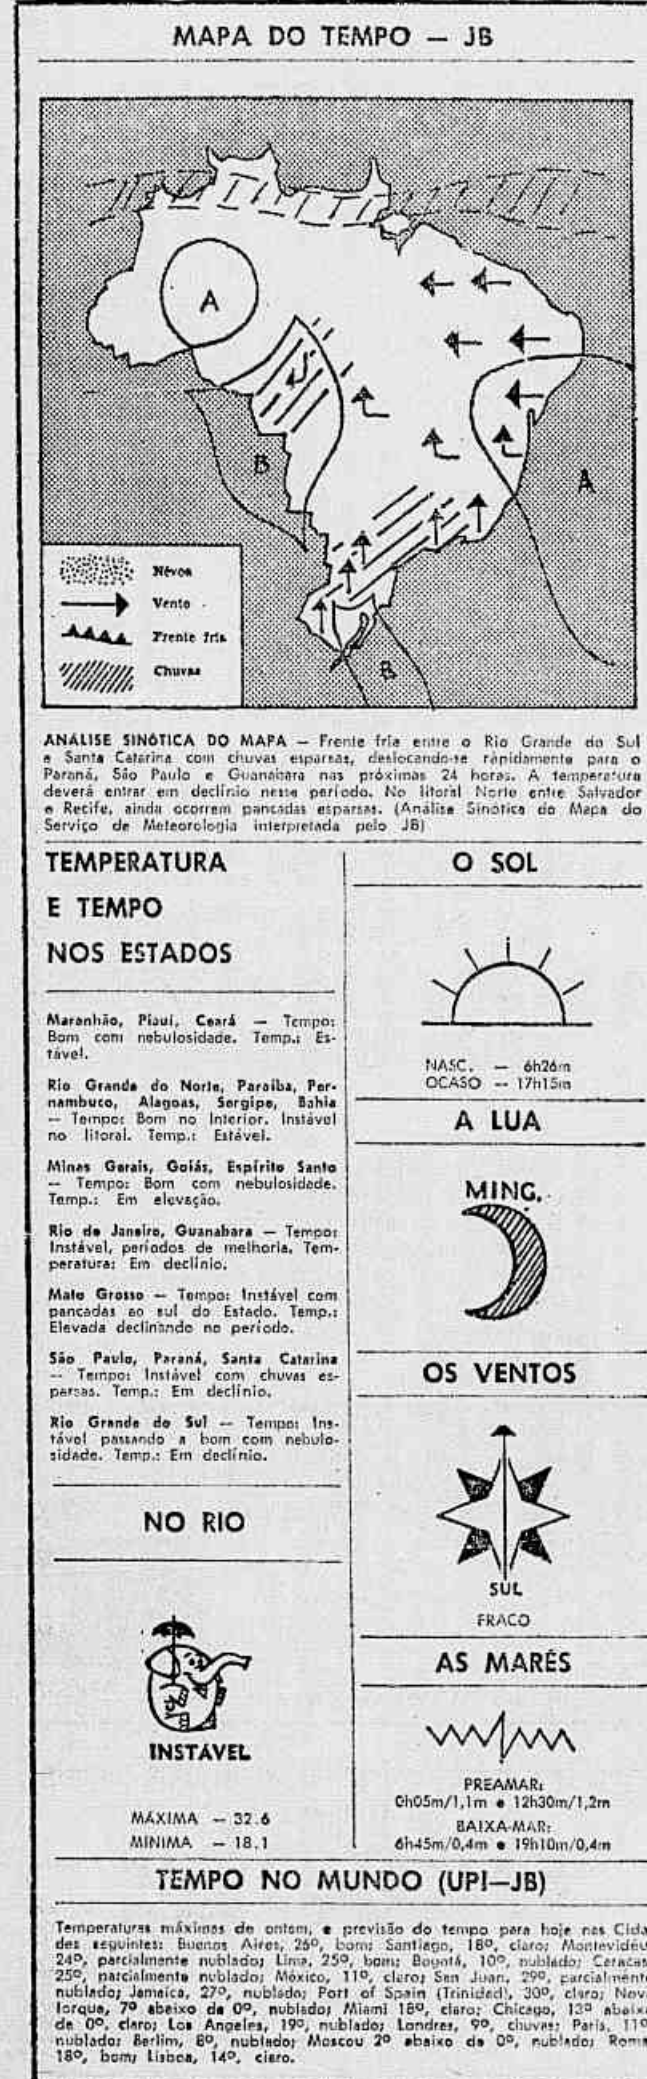 MAPA DO TEMPO — JB
A
B
A
B
Névoa
Vento
Frente fria
Chuvas
ANÁLISE SINÓTICA DO MAPA — Frente fria entre o Rio Grande do Sul
e Santa Catarina com chuvas esparsas, deslocando-se ràpidamente para o
Paraná, São Paulo e Guanabara nas próximas 24 horas. A temperatura
deverá entrar em declínio nesse período. No litoral Norte entre Salvador
e Recife, ainda ocorrem pancadas esparsas. (Análise Sinótica do Mapa do
Serviço de Meteorologia interpretada pelo JB)
TEMPERATURA
E TEMPO
NOS ESTADOS
Maranhão, Piauí, Ceará — Tempo:
Bom com nebulosidade. Temp.: Es-
tável.
Rio Grande do Norte, Paraíba, Per-
nambuco, Alagoas, Sergipe, Bahia
— Tempo: Bom no Interior. Instável
no litoral. Temp.: Estável.
Minas Gerais, Goiás, Espírito Santo
— Tempo: Bom com nebulosidade.
Temp.: Em elevação.
Rio de Janeiro, Guanabara — Tempo:
Instável, períodos de melhoria. Tem-
peratura: Em declínio.
Mato Grosso — Tempo: Instável com
pancadas ao sul do Estado. Temp.:
Elevada declinando no período.
São Paulo, Paraná, Santa Catarina
— Tempo: Instável com chuvas es-
parsas. Temp.: Em declínio.
Rio Grande do Sul — Tempo: Ins-
tável passando a bom com nebulo-
sidade. Temp.: Em declínio.
NO RIO
INSTÁVEL
MÁXIMA — 32.6
MÍNIMA — 18.1
O SOL
NASC. — 6h26m
OCASO — 17h15m
A LUA
MING.
OS VENTOS
SUL
FRACO
AS MARÉS
PREAMAR:
0h05m/1,1m e 12h30m/1,2m
BAIXA-MAR:
6h45m/0,4m e 19h10m/0,4m
TEMPO NO MUNDO (UPI—JB)
Temperaturas máximas de ontem, e previsão do tempo para hoje nas Cida
des seguintes: Buenos Aires, 26º, bom; Santiago, 18º, claro; Montevidéu
24º, parcialmente nublado; Lima, 25º, bom; Bogotá, 10º, nublado; Caracas
25º, parcialmente nublado; México, 11º, claro; San Juan, 29º, parcialmente
nublado; Jamaica, 27º, nublado; Port of Spain (Trinidad), 30º, claro; Nov
Iorque, 7º abaixo de 0º, nublado; Miami 18º, claro; Chicago, 13º abaix
de 0º, claro; Los Angeles, 19º, nublado; Londres, 9º, chuvas; Paris, 11º
nublado; Berlim, 8º, nublado; Moscou 2º abaixo de 0º, nublado; Roma
18º, bom; Lisboa, 14º, claro.